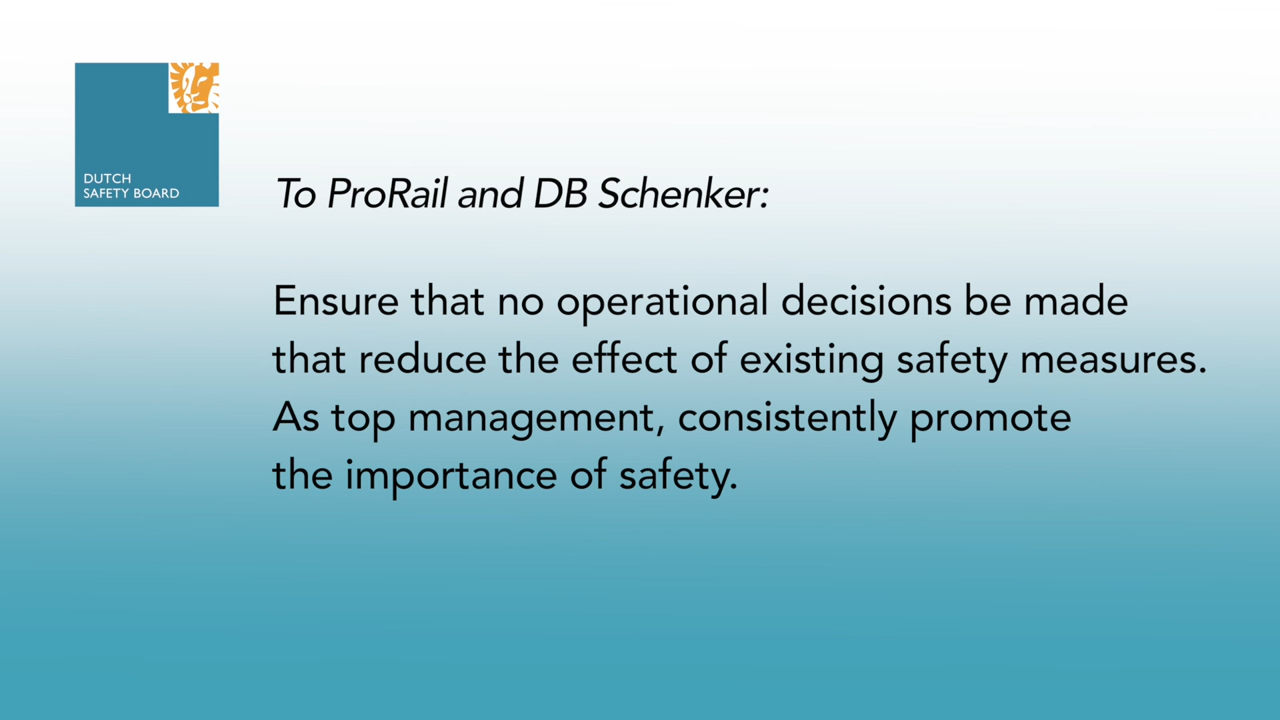 DUTCH
SAFETY BOARD
To ProRail and DB Schenker:
Ensure that no operational decisions be made
that reduce the effect of existing safety measures.
As top management, consistently promote
the importance of safety.